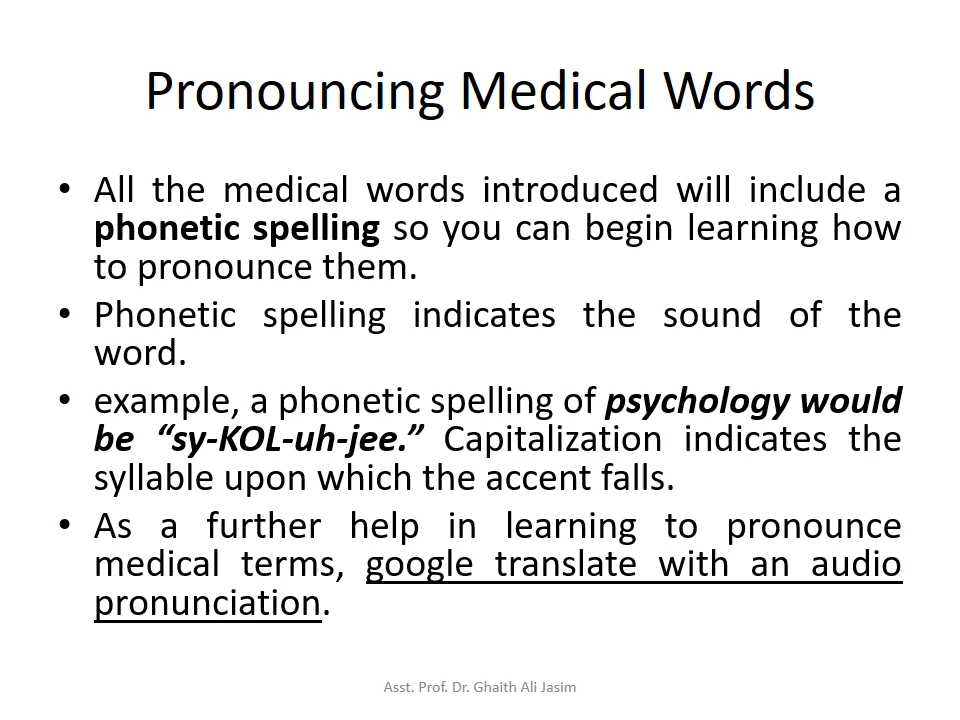 Pronouncing Medical Words
• All the medical words introduced will include a
phonetic spelling so you can begin learning how
to pronounce them.
• Phonetic spelling indicates the sound of the
word.
• example, a phonetic spelling of psychology would
be “sy-KOL-uh-jee.” Capitalization indicates the
syllable upon which the accent falls.
• As a further help in learning to pronounce
medical terms, google translate with an audio
pronunciation.
Asst. Prof. Dr. Ghaith Ali Jasim